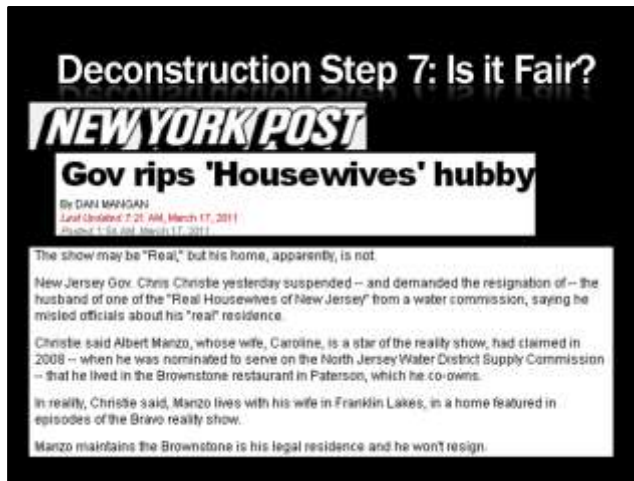 Deconstruction Step 7: Is it Fair?
NEW YORK POST
Gov rips 'Housewives' hubby
By DAN MANGAN
Last Updated: 7:21 AM, March 17, 2011
Posted: 1:54 AM, March 17, 2011
The show may be "Real," but his home, apparently, is not.
New Jersey Gov. Chris Christie yesterday suspended -- and demanded the resignation of -- the
husband of one of the "Real Housewives of New Jersey" from a water commission, saying he
misled officials about his "real" residence.
Christie said Albert Manzo, whose wife, Caroline, is a star of the reality show, had claimed in
2008 -- when he was nominated to serve on the North Jersey Water District Supply Commission
-- that he lived in the Brownstone restaurant in Paterson, which he co-owns.
In reality, Christie said, Manzo lives with his wife in Franklin Lakes, in a home featured in
episodes of the Bravo reality show.
Manzo maintains the Brownstone is his legal residence and he won't resign.